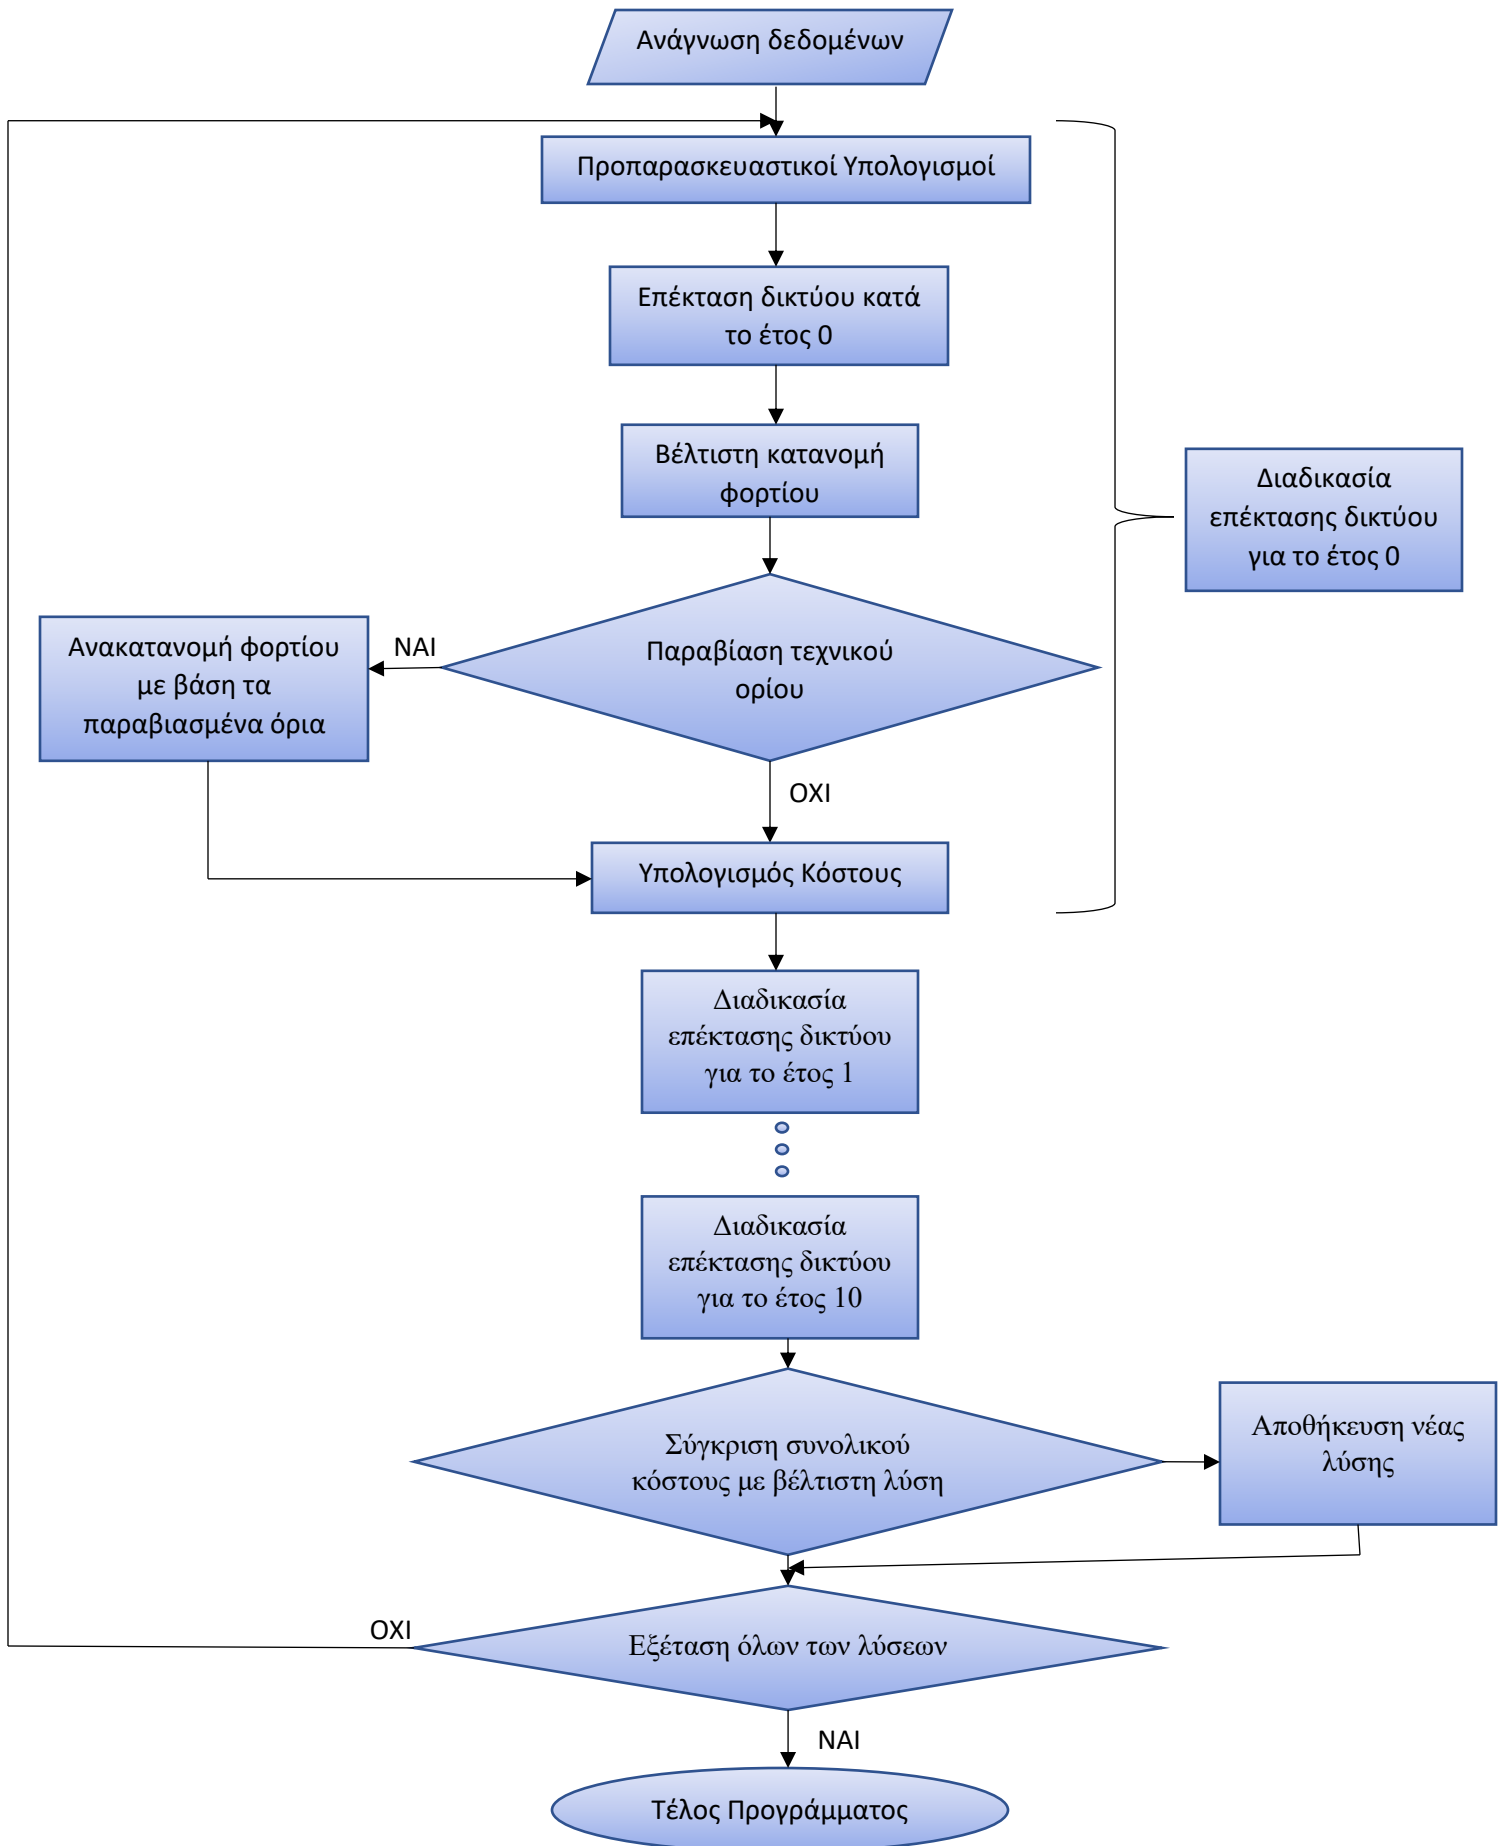 Ανάγνωση δεδομένων
Προπαρασκευαστικοί Υπολογισμοί
Επέκταση δικτύου κατά
το έτος 0
Βέλτιστη κατανομή
φορτίου
Διαδικασία
επέκτασης δικτύου
για το έτος 0
Παραβίαση τεχνικού
ορίου
ΝΑΙ
Ανακατανομή φορτίου
με βάση τα
παραβιασμένα όρια
ΟΧΙ
Υπολογισμός Κόστους
Διαδικασία
επέκτασης δικτύου
για το έτος 1
Διαδικασία
επέκτασης δικτύου
για το έτος 10
Σύγκριση συνολικού
κόστους με βέλτιστη λύση
Αποθήκευση νέας
λύσης
ΟΧΙ
Εξέταση όλων των λύσεων
ΝΑΙ
Τέλος Προγράμματος